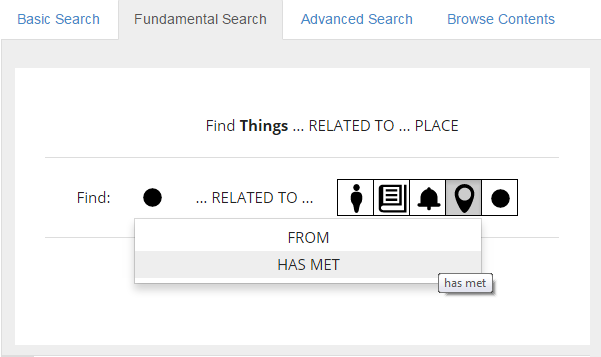 Basic Search
Fundamental Search
Advanced Search
Browse Contents
Find Things ... RELATED TO ... PLACE
Find:
... RELATED TO ...
FROM
HAS MET
has met